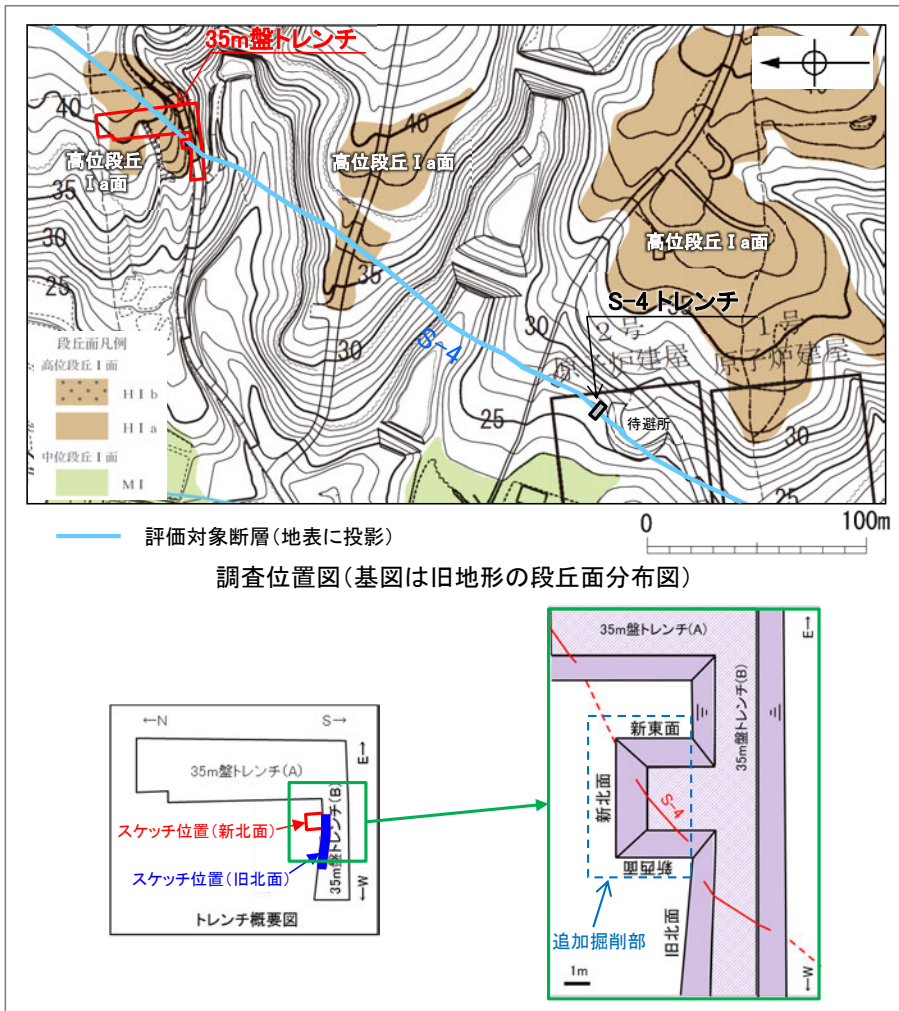 35m盤トレンチ
40
高位段丘
Ⅰa面
35
30
25
40
高位段丘Ⅰa面
35
30
25
S-4
高位段丘Ⅰa面
S-4トレンチ
30
2号
原子炉建屋
1号
原子炉建屋
待避所
30
25
段丘面凡例
高位段丘Ⅰ面
HⅠb
HⅠa
中位段丘Ⅰ面
MⅠ
評価対象断層(地表に投影)
0 100m
調査位置図(基図は旧地形の段丘面分布図)
←N S→
E→
35m盤トレンチ(A)
35m盤トレンチ(B)
スケッチ位置(新北面)
スケッチ位置(旧北面)
←W
トレンチ概要図
35m盤トレンチ(A)
E→
35m盤トレンチ(B)
新東面
新北面
S-4
新西面
旧北面
追加掘削部
1m
←W